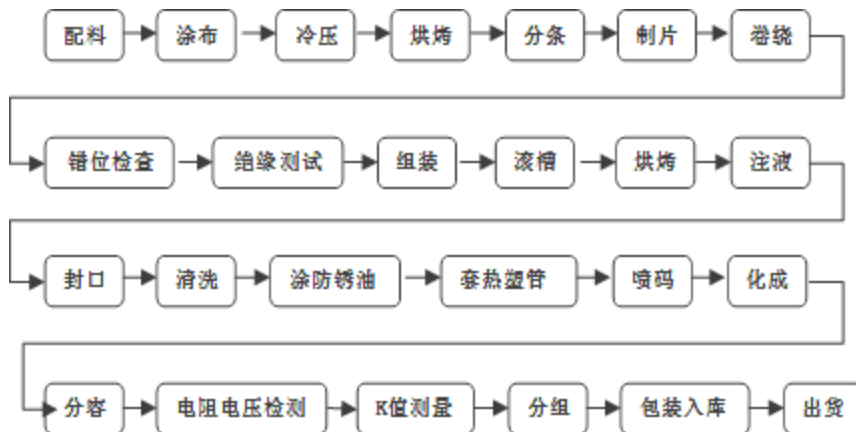 配料 涂布 冷压 烘烤 分条 制片 卷绕
错位检查 绝缘测试 组装 滚槽 烘烤 注液
封口 清洗 涂防锈油 套热塑管 喷码 化成
分容 电阻电压检测 K值测量 分组 包装入库 出货